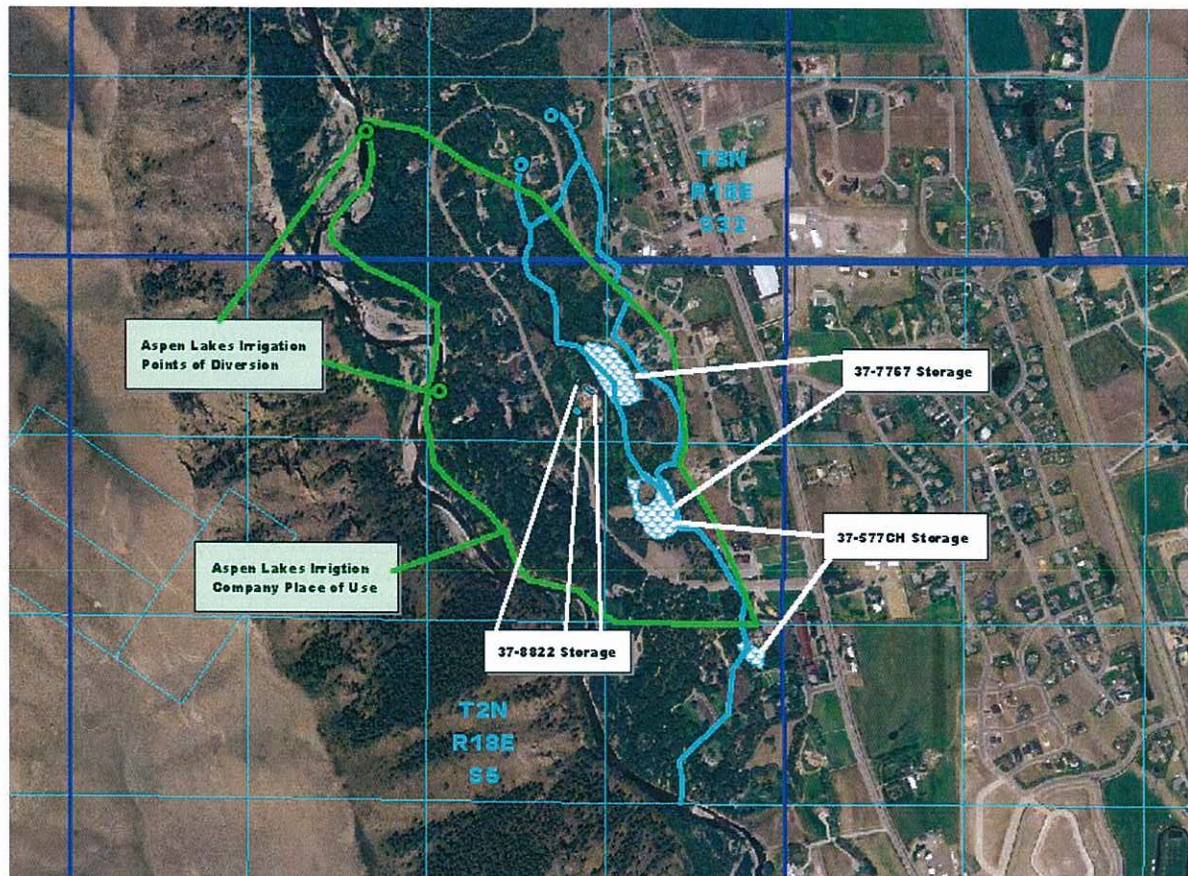 T3N
R18E
S32
Aspen Lakes Irrigation
Points of Diversion
37-7767 Storage
37-577CH Storage
Aspen Lakes Irrigtion
Company Place of Use
37-8822 Storage
T2N
R18E
S5